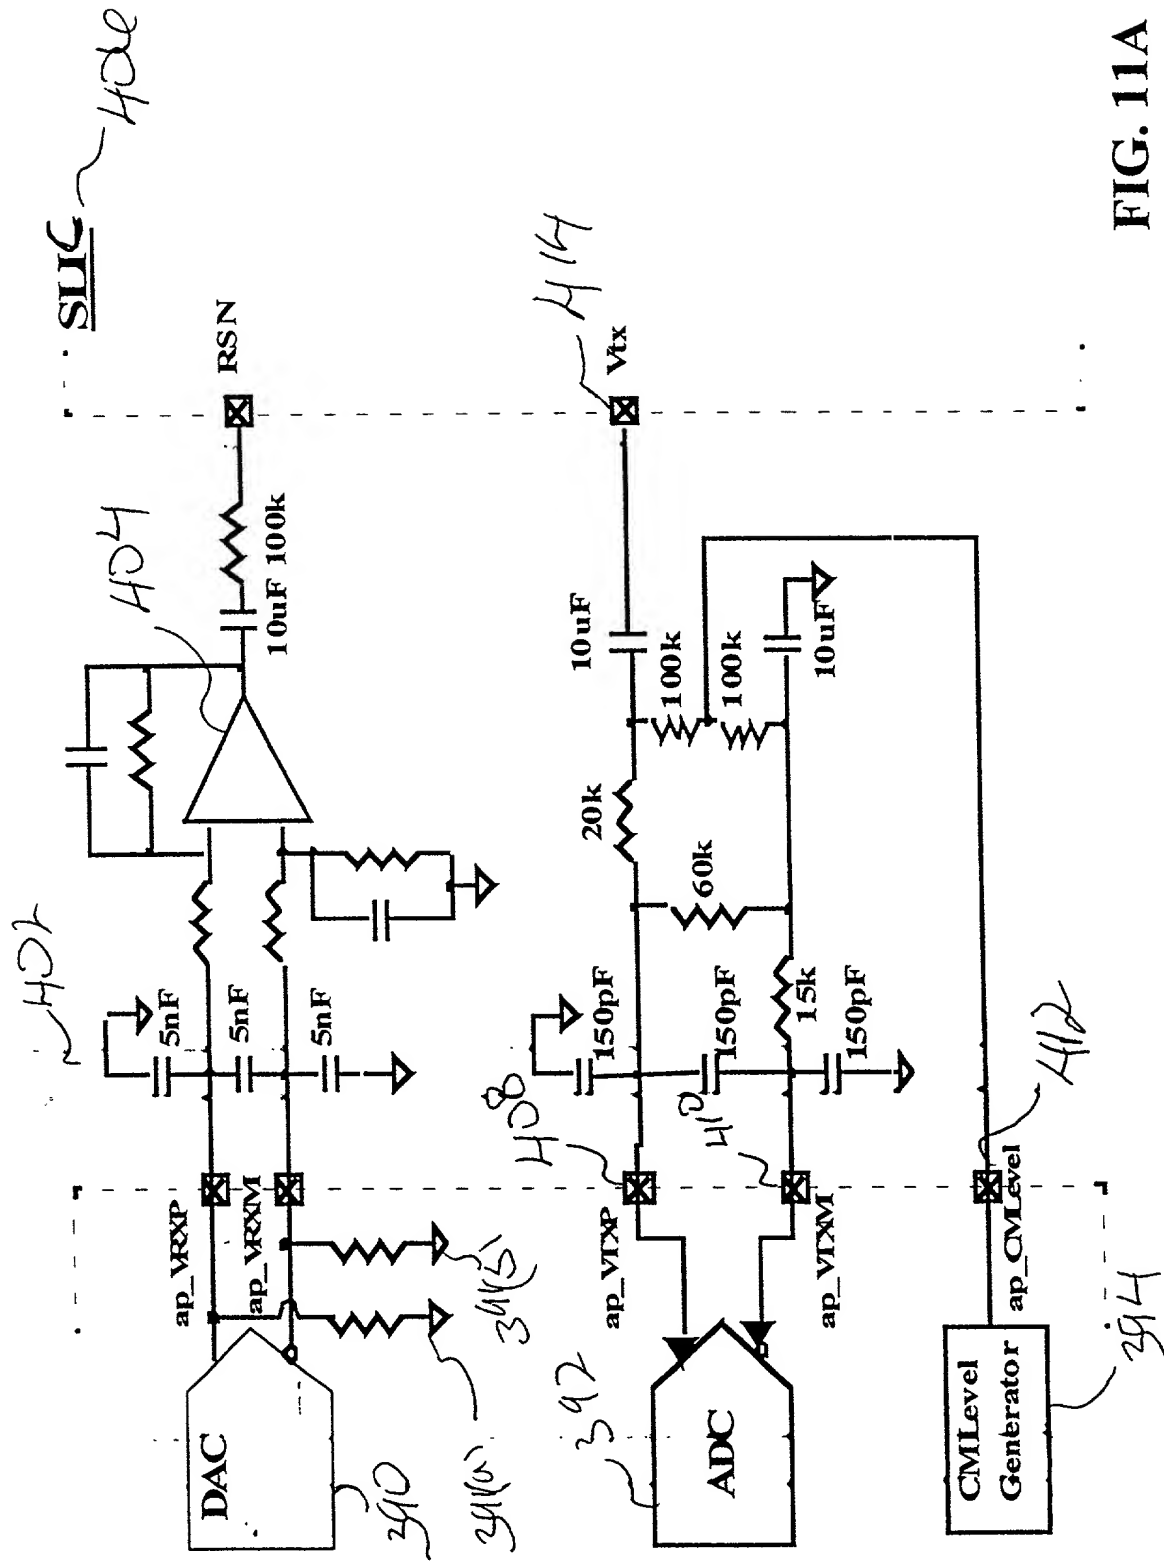 SLIC
406
402
404
RSN
10uF 100k
5nF
5nF
5nF
ap_VRXP
ap_VRXM
DAC
390
394(a)
394(b)
414
Vtx
10uF
100k
100k
10uF
20k
60k
15k
150pF
150pF
150pF
408
410
412
ap_VTXP
ap_VTXM
ap_CMLevel
392
ADC
CMLevel
Generator
394
FIG. 11A